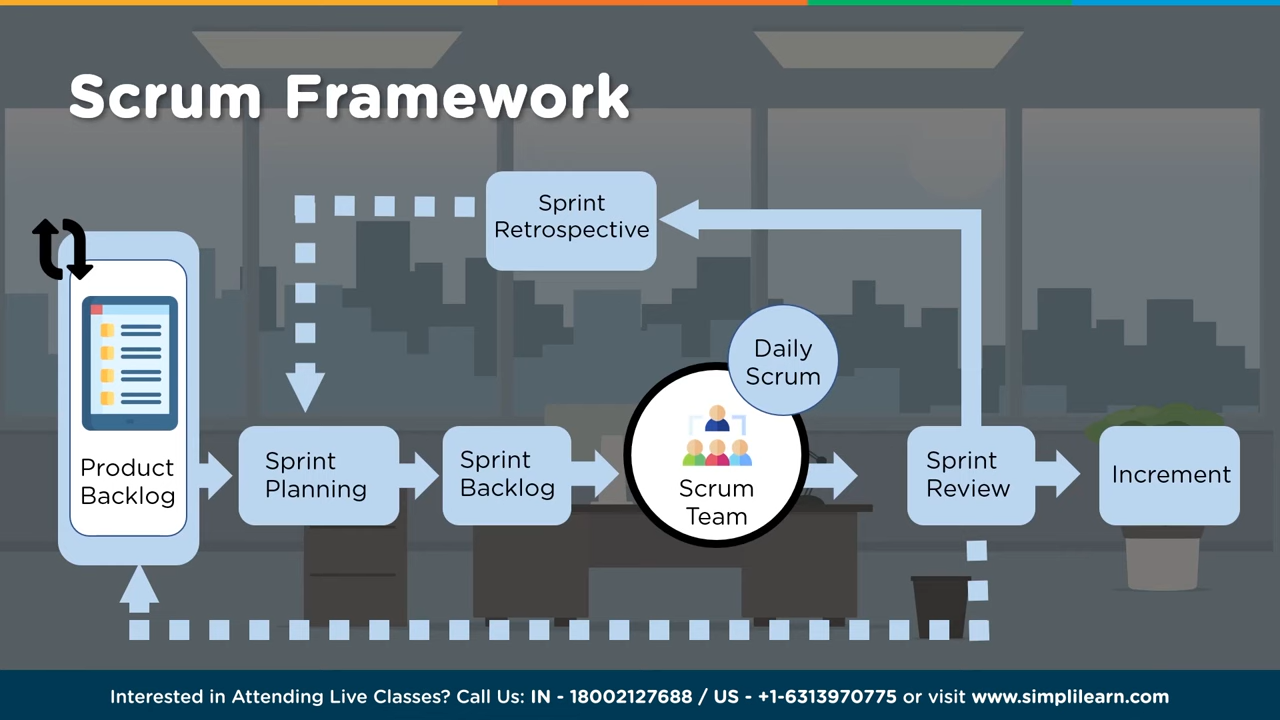 Scrum Framework
Sprint
Retrospective
Daily
Scrum
Product
Backlog
Sprint
Planning
Sprint
Backlog
Scrum
Team
Sprint
Review
Increment
Interested in Attending Live Classes? Call Us: IN - 18002127688 / US - +1-6313970775 or visit www.simplilearn.com